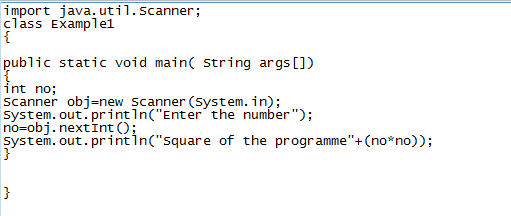 import java.util.Scanner;
class Example1
{
public static void main( String args[])
{
int no;
Scanner obj=new Scanner(System.in);
System.out.println("Enter the number");
no=obj.nextInt();
System.out.println("Square of the programme"+(no*no));
}
}